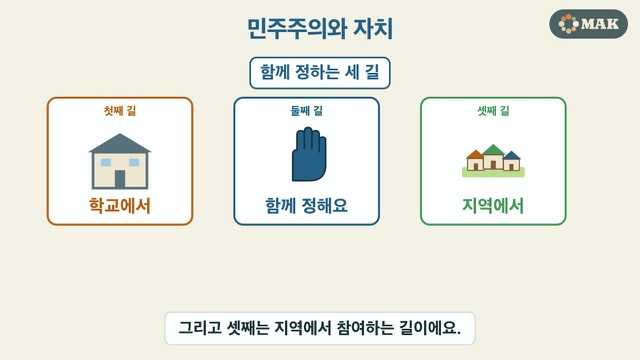 민주주의와 자치
MAK
함께 정하는 세 길
첫째 길
학교에서
둘째 길
함께 정해요
셋째 길
지역에서
그리고 셋째는 지역에서 참여하는 길이에요.